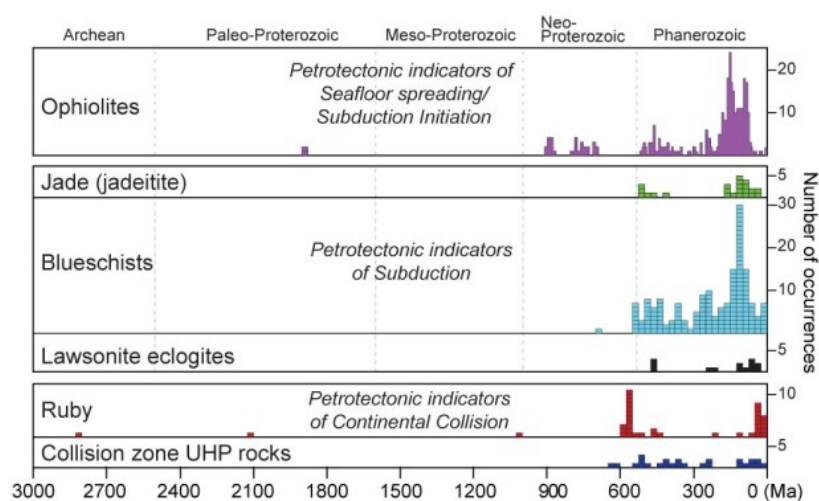 Archean Paleo-Proterozoic Meso-Proterozoic Neo-
Proterozoic Phanerozoic
Ophiolites
Petrotectonic indicators of
Seafloor spreading/
Subduction Initiation
20
10
Jade (jadeitite)
5
Blueschists
Petrotectonic indicators
of Subduction
30
20
10
Lawsonite eclogites
5
Ruby
Petrotectonic indicators
of Continental Collision
10
Collision zone UHP rocks
5
Number of occurrences
3000 2700 2400 2100 1800 1500 1200 900 600 300 00 (Ma)